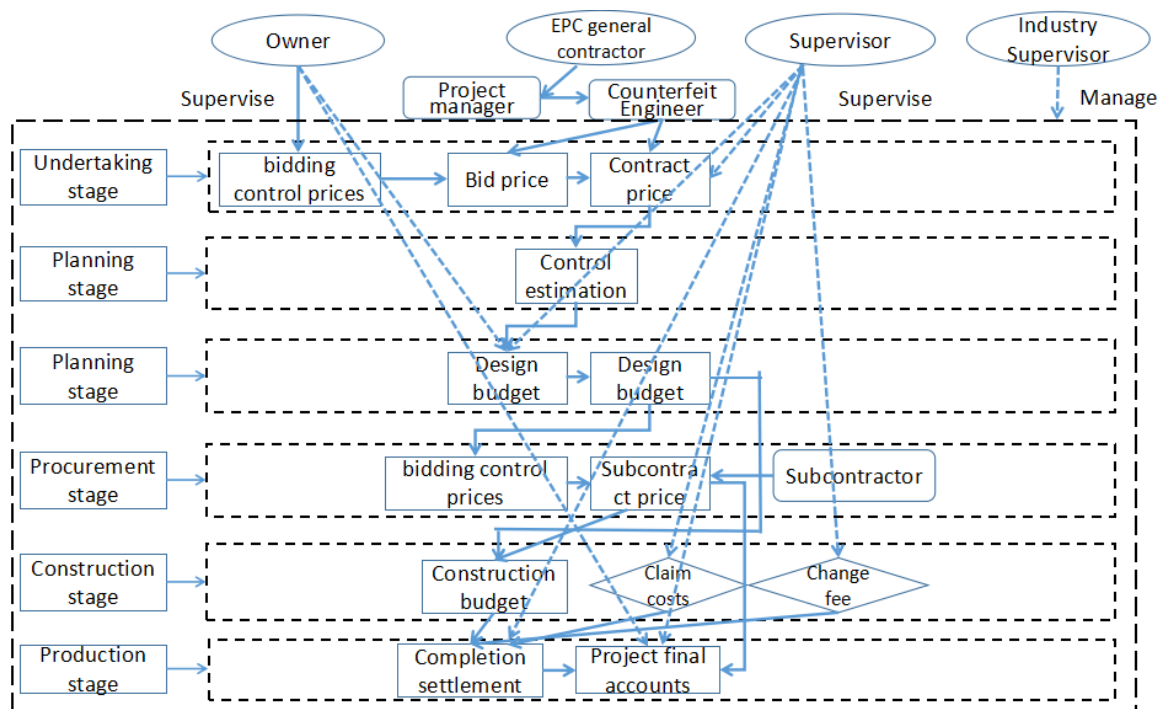 Owner
EPC general
contractor
Supervisor
Industry
Supervisor
Supervise
Project
manager
Counterfeit
Engineer
Supervise
Manage
Undertaking
stage
bidding
control prices
Bid price
Contract
price
Planning
stage
Control
estimation
Planning
stage
Design
budget
Design
budget
Procurement
stage
bidding control
prices
Subcontra
ct price
Subcontractor
Construction
stage
Construction
budget
Claim
costs
Change
fee
Production
stage
Completion
settlement
Project final
accounts